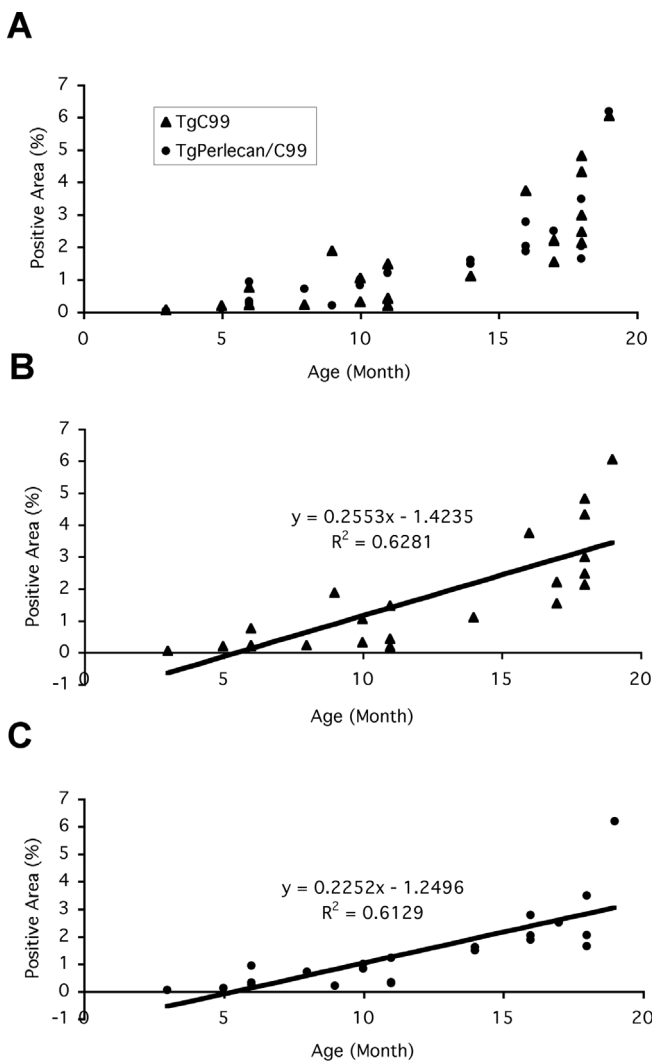 A
7
6
5
4
3
2
1
0
Positive Area (%)
TgC99
TgPerlecan/C99
0 5 10 15 20
Age (Month)
B
7
6
5
4
3
2
1
0
-1
Positive Area (%)
y = 0.2553x - 1.4235
R² = 0.6281
0 5 10 15 20
Age (Month)
C
7
6
5
4
3
2
1
0
-1
Positive Area (%)
y = 0.2252x - 1.2496
R² = 0.6129
0 5 10 15 20
Age (Month)